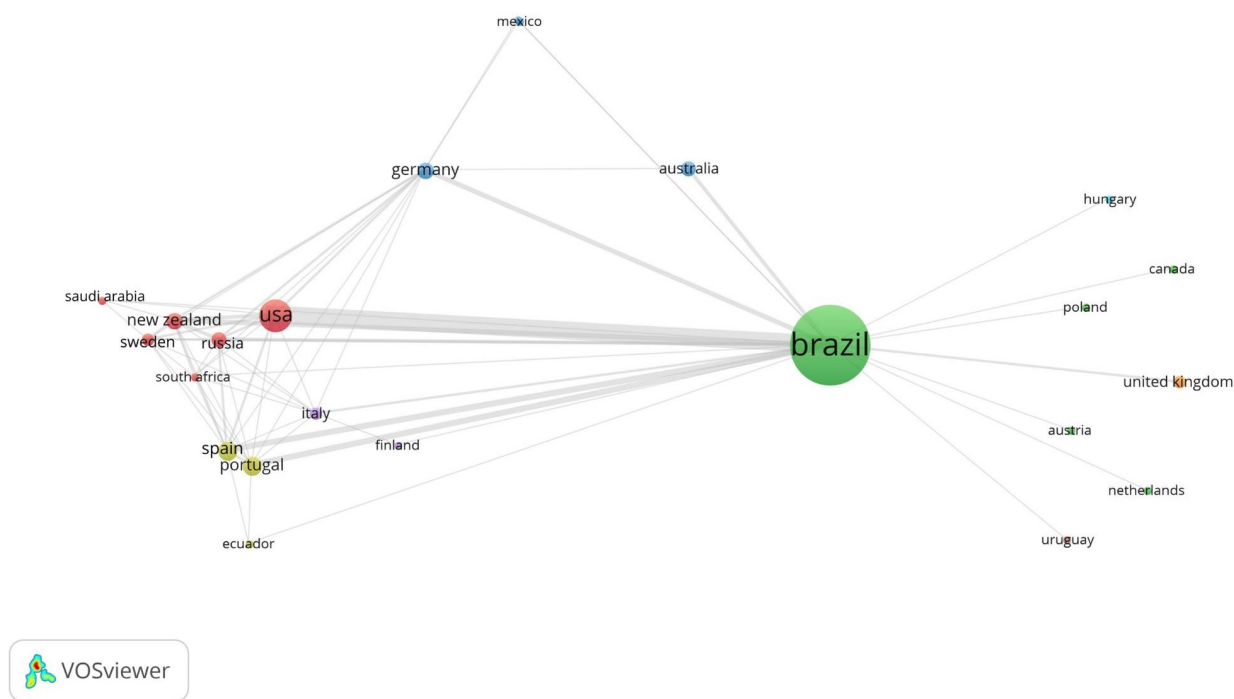 mexico
germany
australia
hungary
canada
saudi arabia
poland
usa
new zealand
sweden
russia
brazil
south africa
united kingdom
italy
austria
finland
spain
portugal
netherlands
uruguay
ecuador
VOSviewer